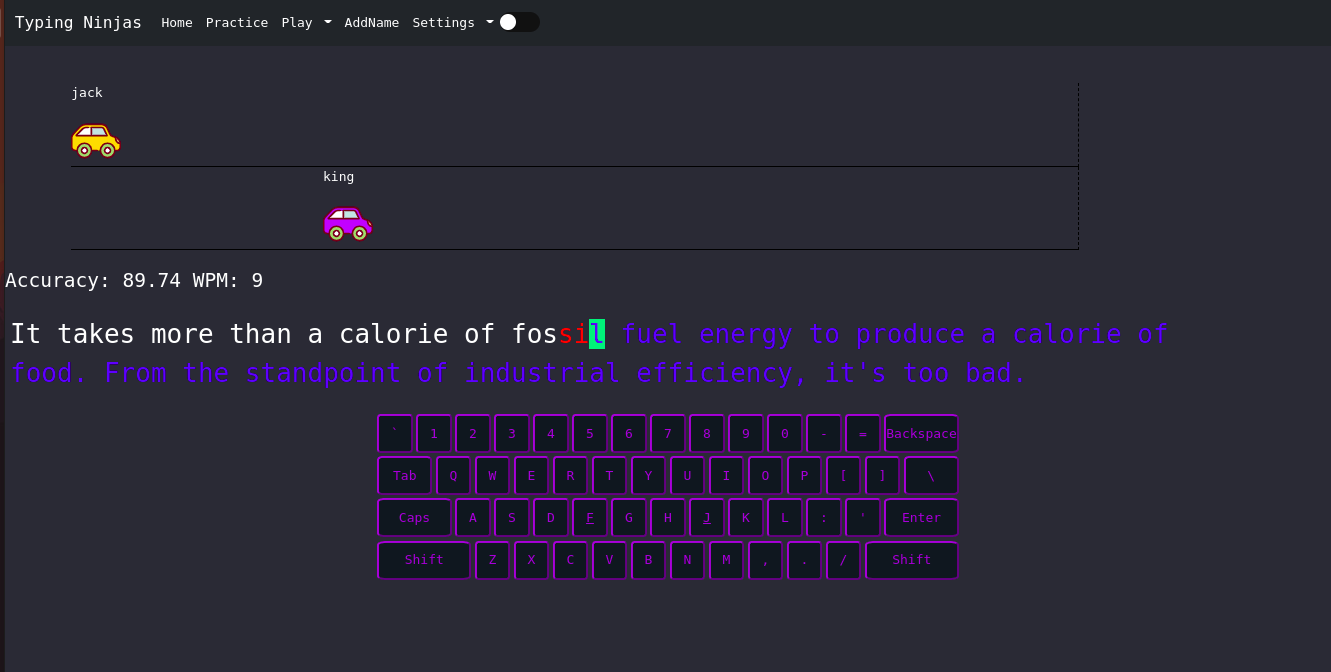 Typing Ninjas Home Practice Play AddName Settings
jack
king
Accuracy: 89.74 WPM: 9
It takes more than a calorie of fossil fuel energy to produce a calorie of
food. From the standpoint of industrial efficiency, it's too bad.
` 1 2 3 4 5 6 7 8 9 0 - = Backspace
Tab Q W E R T Y U I O P [ ] \
Caps A S D F G H J K L : ' Enter
Shift Z X C V B N M , . / Shift